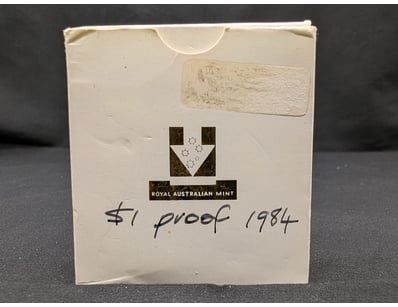 ROYAL AUSTRALIAN MINT
$1 proof 1984